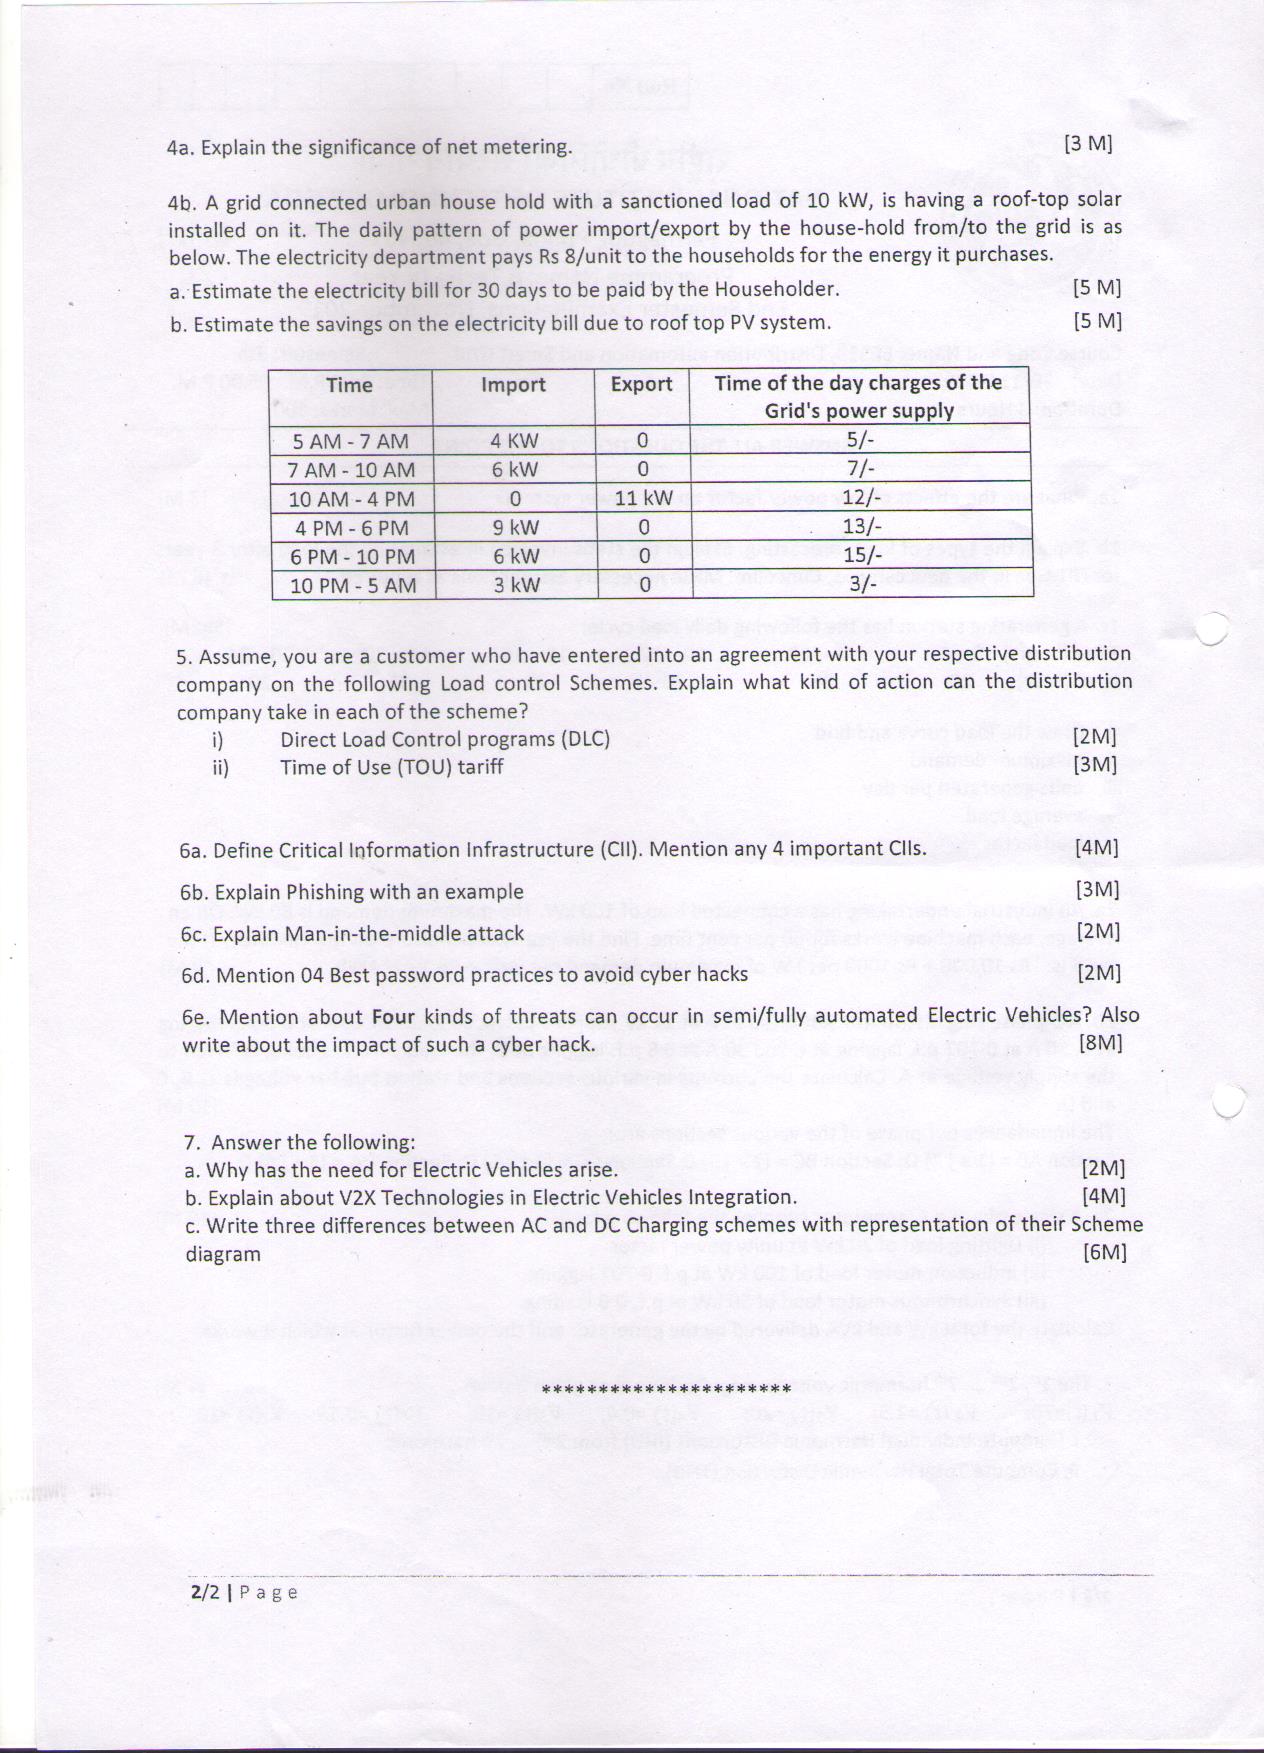 4a. Explain the significance of net metering. [3 M]
4b. A grid connected urban house hold with a sanctioned load of 10 kW, is having a roof-top solar
installed on it. The daily pattern of power import/export by the house-hold from/to the grid is as
below. The electricity department pays Rs 8/unit to the households for the energy it purchases.
a. Estimate the electricity bill for 30 days to be paid by the Householder. [5 M]
b. Estimate the savings on the electricity bill due to roof top PV system. [5 M]
Time Import Export Time of the day charges of the
Grid's power supply
5 AM - 7 AM 4 KW 0 5/-
7 AM - 10 AM 6 kW 0 7/-
10 AM - 4 PM 0 11 kW 12/-
4 PM - 6 PM 9 kW 0 13/-
6 PM - 10 PM 6 kW 0 15/-
10 PM - 5 AM 3 kW 0 3/-
5. Assume, you are a customer who have entered into an agreement with your respective distribution
company on the following Load control Schemes. Explain what kind of action can the distribution
company take in each of the scheme?
i) Direct Load Control programs (DLC) [2M]
ii) Time of Use (TOU) tariff [3M]
6a. Define Critical Information Infrastructure (CII). Mention any 4 important CIIs. [4M]
6b. Explain Phishing with an example [3M]
6c. Explain Man-in-the-middle attack [2M]
6d. Mention 04 Best password practices to avoid cyber hacks [2M]
6e. Mention about Four kinds of threats can occur in semi/fully automated Electric Vehicles? Also
write about the impact of such a cyber hack. [8M]
7. Answer the following:
a. Why has the need for Electric Vehicles arise. [2M]
b. Explain about V2X Technologies in Electric Vehicles Integration. [4M]
c. Write three differences between AC and DC Charging schemes with representation of their Scheme
diagram [6M]
**********************
2/2 | P a g e